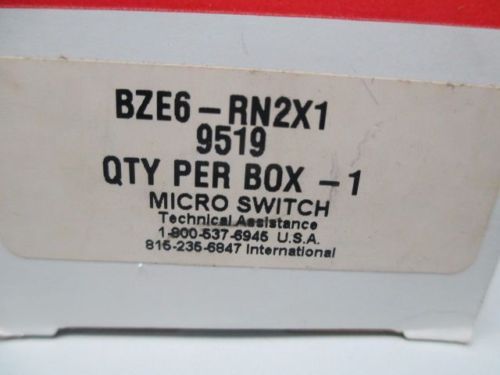 BZE6-RN2X1
9519
QTY PER BOX -1
MICRO SWITCH
Technical Assistance
1-800-537-6945 U.S.A.
815-235-6847 International